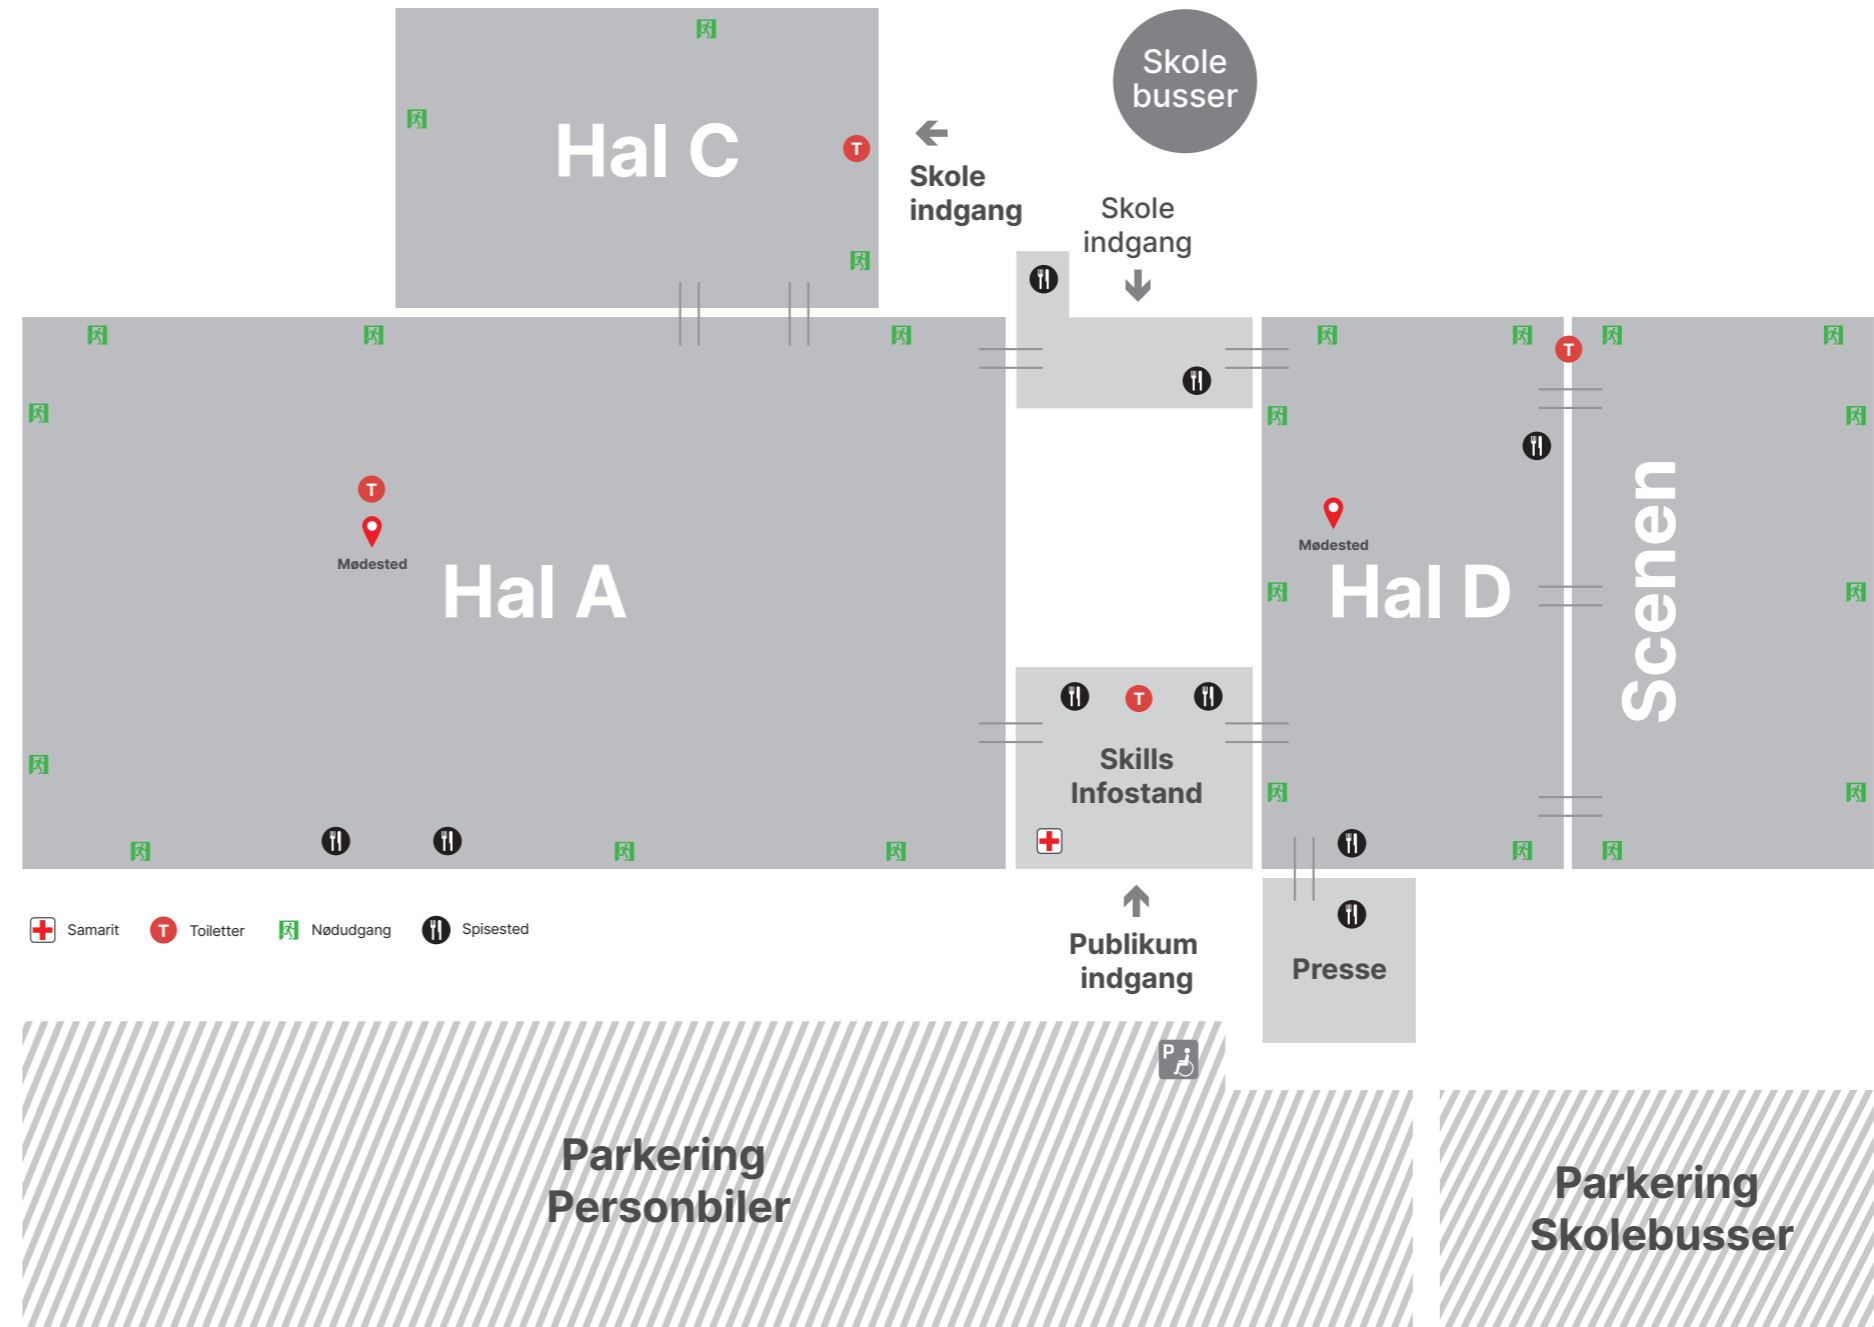 Skole
busser
Hal C
T
Skole
indgang
Skole
indgang
T
T
Mødested
Mødested
Hal A
Hal D
Scenen
T
Skills
Infostand
Samarit
T
Toiletter
Nødudgang
Spisested
Publikum
indgang
Presse
P
Parkering
Personbiler
Parkering
Skolebusser